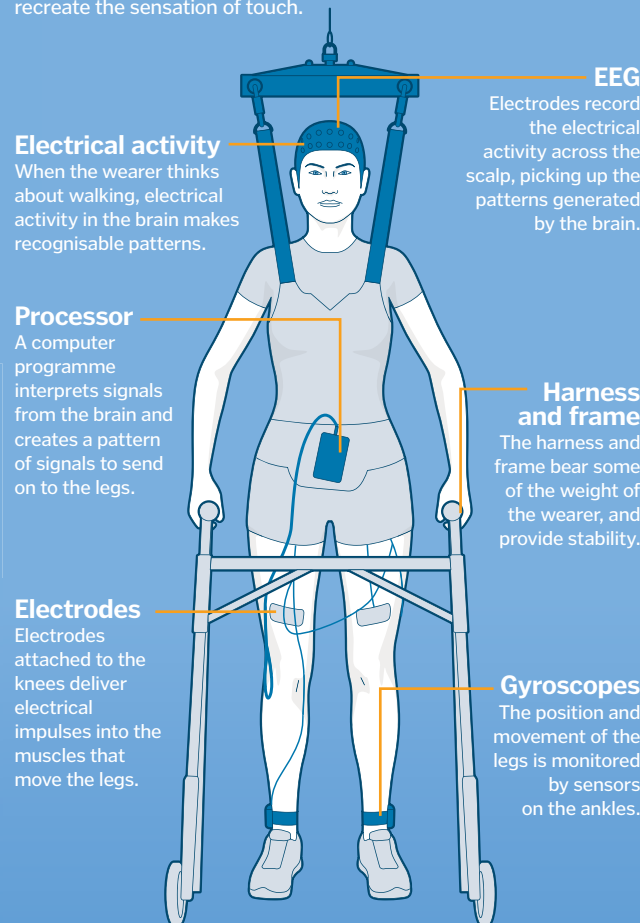 recreate the sensation of touch.
EEG
Electrodes record
the electrical
activity across the
scalp, picking up the
patterns generated
by the brain.
Electrical activity
When the wearer thinks
about walking, electrical
activity in the brain makes
recognisable patterns.
Processor
A computer
programme
interprets signals
from the brain and
creates a pattern
of signals to send
on to the legs.
Harness
and frame
The harness and
frame bear some
of the weight of
the wearer, and
provide stability.
Electrodes
Electrodes
attached to the
knees deliver
electrical
impulses into the
muscles that
move the legs.
Gyroscopes
The position and
movement of the
legs is monitored
by sensors
on the ankles.